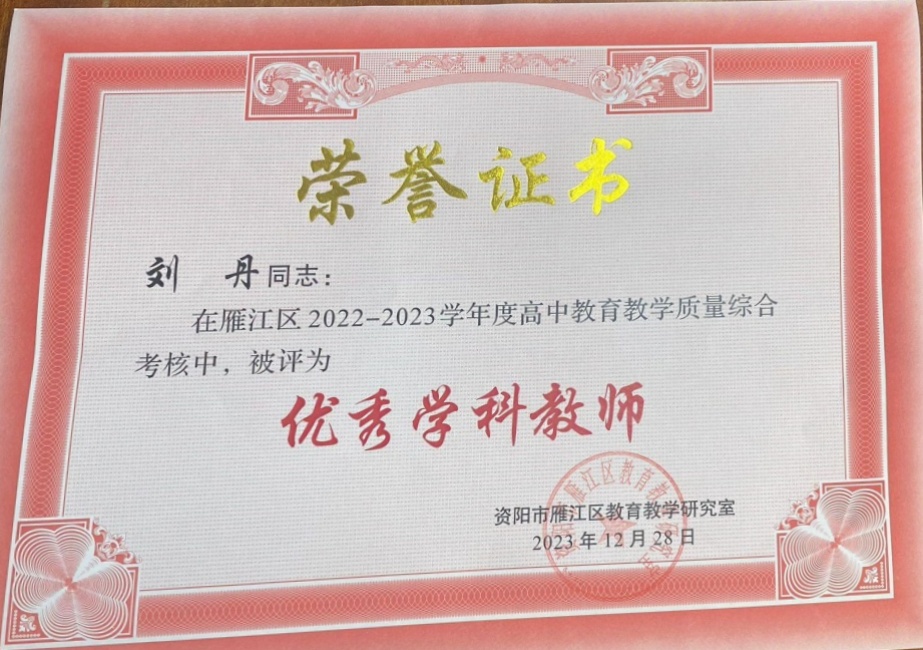 荣誉证书
刘 丹同志：
在雁江区2022-2023学年度高中教育教学质量综合
考核中，被评为
优秀学科教师
资阳市雁江区教育教学研究室
2023年12月28日